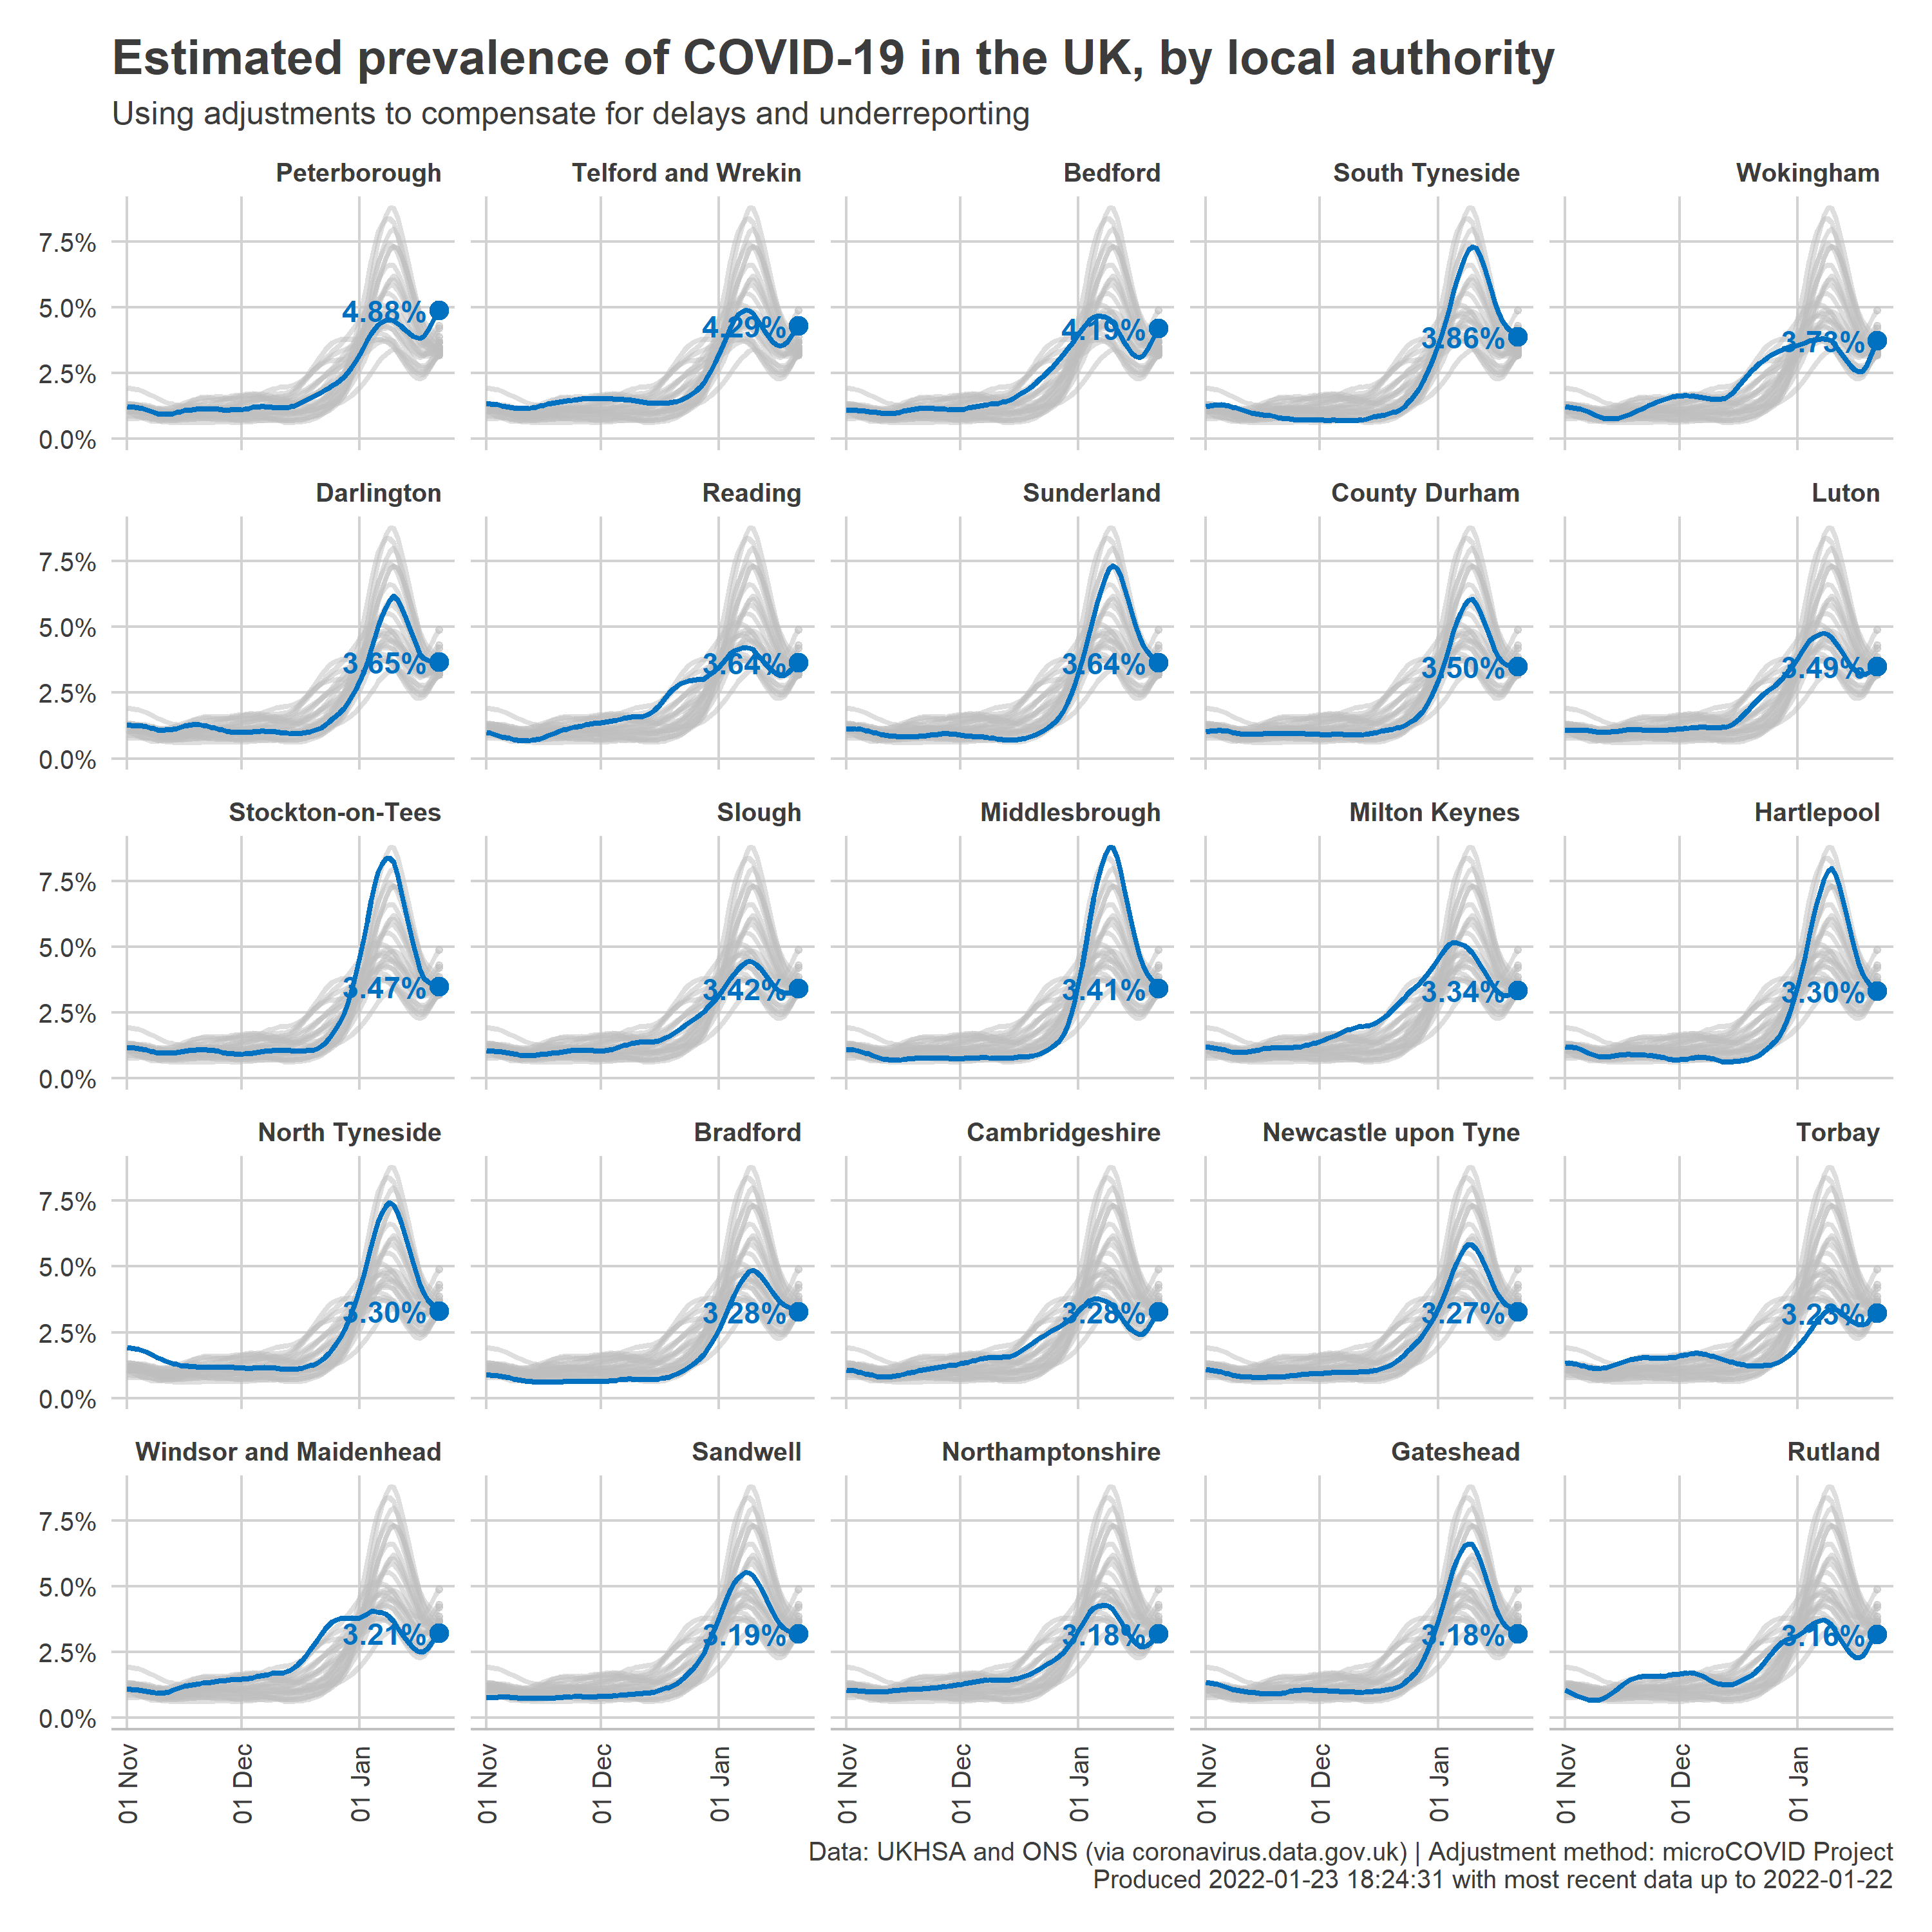 Estimated prevalence of COVID-19 in the UK, by local authority
Using adjustments to compensate for delays and underreporting
Peterborough
Telford and Wrekin
Bedford
South Tyneside
Wokingham
7.5%
5.0%
2.5%
0.0%
4.88%
4.29%
4.19%
3.86%
3.73%
Darlington
Reading
Sunderland
County Durham
Luton
7.5%
5.0%
2.5%
0.0%
3.65%
3.64%
3.64%
3.50%
3.49%
Stockton-on-Tees
Slough
Middlesbrough
Milton Keynes
Hartlepool
7.5%
5.0%
2.5%
0.0%
3.47%
3.42%
3.41%
3.34%
3.30%
North Tyneside
Bradford
Cambridgeshire
Newcastle upon Tyne
Torbay
7.5%
5.0%
2.5%
0.0%
3.30%
3.28%
3.28%
3.27%
3.23%
Windsor and Maidenhead
Sandwell
Northamptonshire
Gateshead
Rutland
7.5%
5.0%
2.5%
0.0%
3.21%
3.19%
3.18%
3.18%
3.16%
01 Nov
01 Dec
01 Jan
01 Nov
01 Dec
01 Jan
01 Nov
01 Dec
01 Jan
01 Nov
01 Dec
01 Jan
01 Nov
01 Dec
01 Jan
Data: UKHSA and ONS (via coronavirus.data.gov.uk) | Adjustment method: microCOVID Project
Produced 2022-01-23 18:24:31 with most recent data up to 2022-01-22